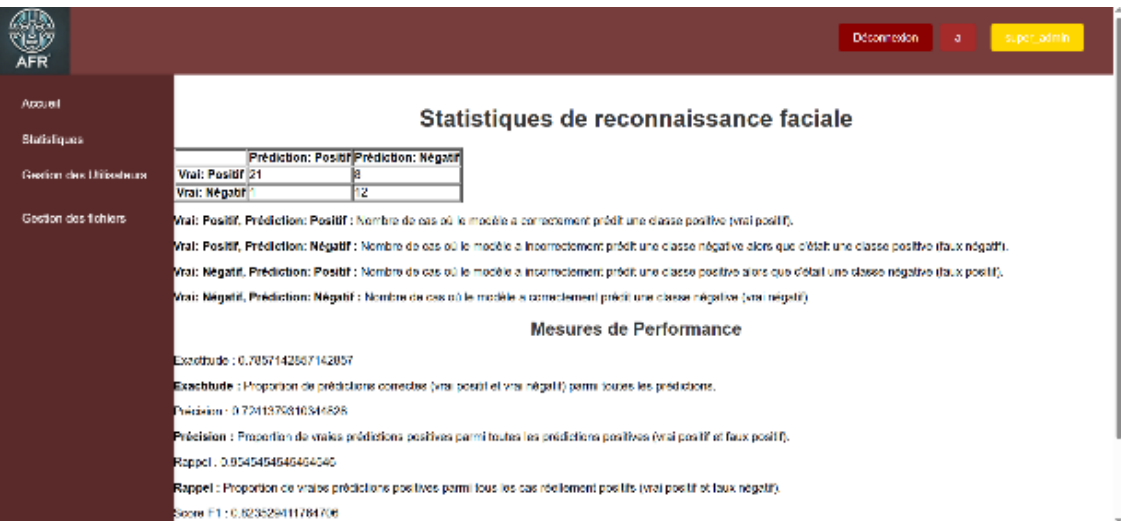 AFR
Déconnexion a super_admin
Accueil
Statistiques
Gestion des Utilisateurs
Gestion des fichiers
Statistiques de reconnaissance faciale
Prédiction: Positif Prédiction: Négatif
Vrai: Positif 21 8
Vrai: Négatif 1 12
Vrai: Positif, Prédiction: Positif : Nombre de cas où le modèle a correctement prédit une classe positive (vrai positif).
Vrai: Positif, Prédiction: Négatif : Nombre de cas où le modèle a incorrectement prédit une classe négative alors que c'était une classe positive (faux négatif).
Vrai: Négatif, Prédiction: Positif : Nombre de cas où le modèle a incorrectement prédit une classe positive alors que c'était une classe négative (faux positif).
Vrai: Négatif, Prédiction: Négatif : Nombre de cas où le modèle a correctement prédit une classe négative (vrai négatif)
Mesures de Performance
Exactitude : 0.7857142857142857
Exactitude : Proportion de prédictions correctes (vrai positif et vrai négatif) parmi toutes les prédictions.
Précision : 0.7241379310344828
Précision : Proportion de vraies prédictions positives parmi toutes les prédictions positives (vrai positif et faux positif).
Rappel : 0.9545454545454546
Rappel : Proportion de vraies prédictions positives parmi tous les cas réellement positifs (vrai positif et faux négatif).
Score F1 : 0.823529411764706